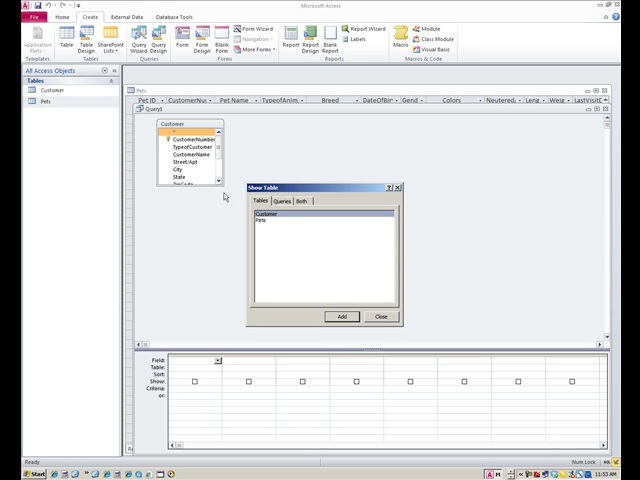 Microsoft Access
File Home Create External Data Database Tools
Application Parts Table Table Design SharePoint Lists Query Wizard Query Design Form Form Design Blank Form Form Wizard Navigation More Forms Report Report Design Blank Report Report Wizard Labels Macro Module Class Module Visual Basic
Templates Tables Queries Forms Reports Macros & Code
All Access Objects
Tables
Customer
Pets
Pets
Pet ID CustomerNu Pet Name TypeofAnim Breed DateOfBir Gend Colors Neutered Leng Weig LastVisitD
Query1
Customer
*
CustomerNumber
TypeofCustomer
CustomerName
Street/Apt
City
State
ZipCode
Show Table
Tables Queries Both
Customer
Pets
Add Close
Field:
Table:
Sort:
Show:
Criteria:
or:
Ready Num Lock
Start 11:53 AM